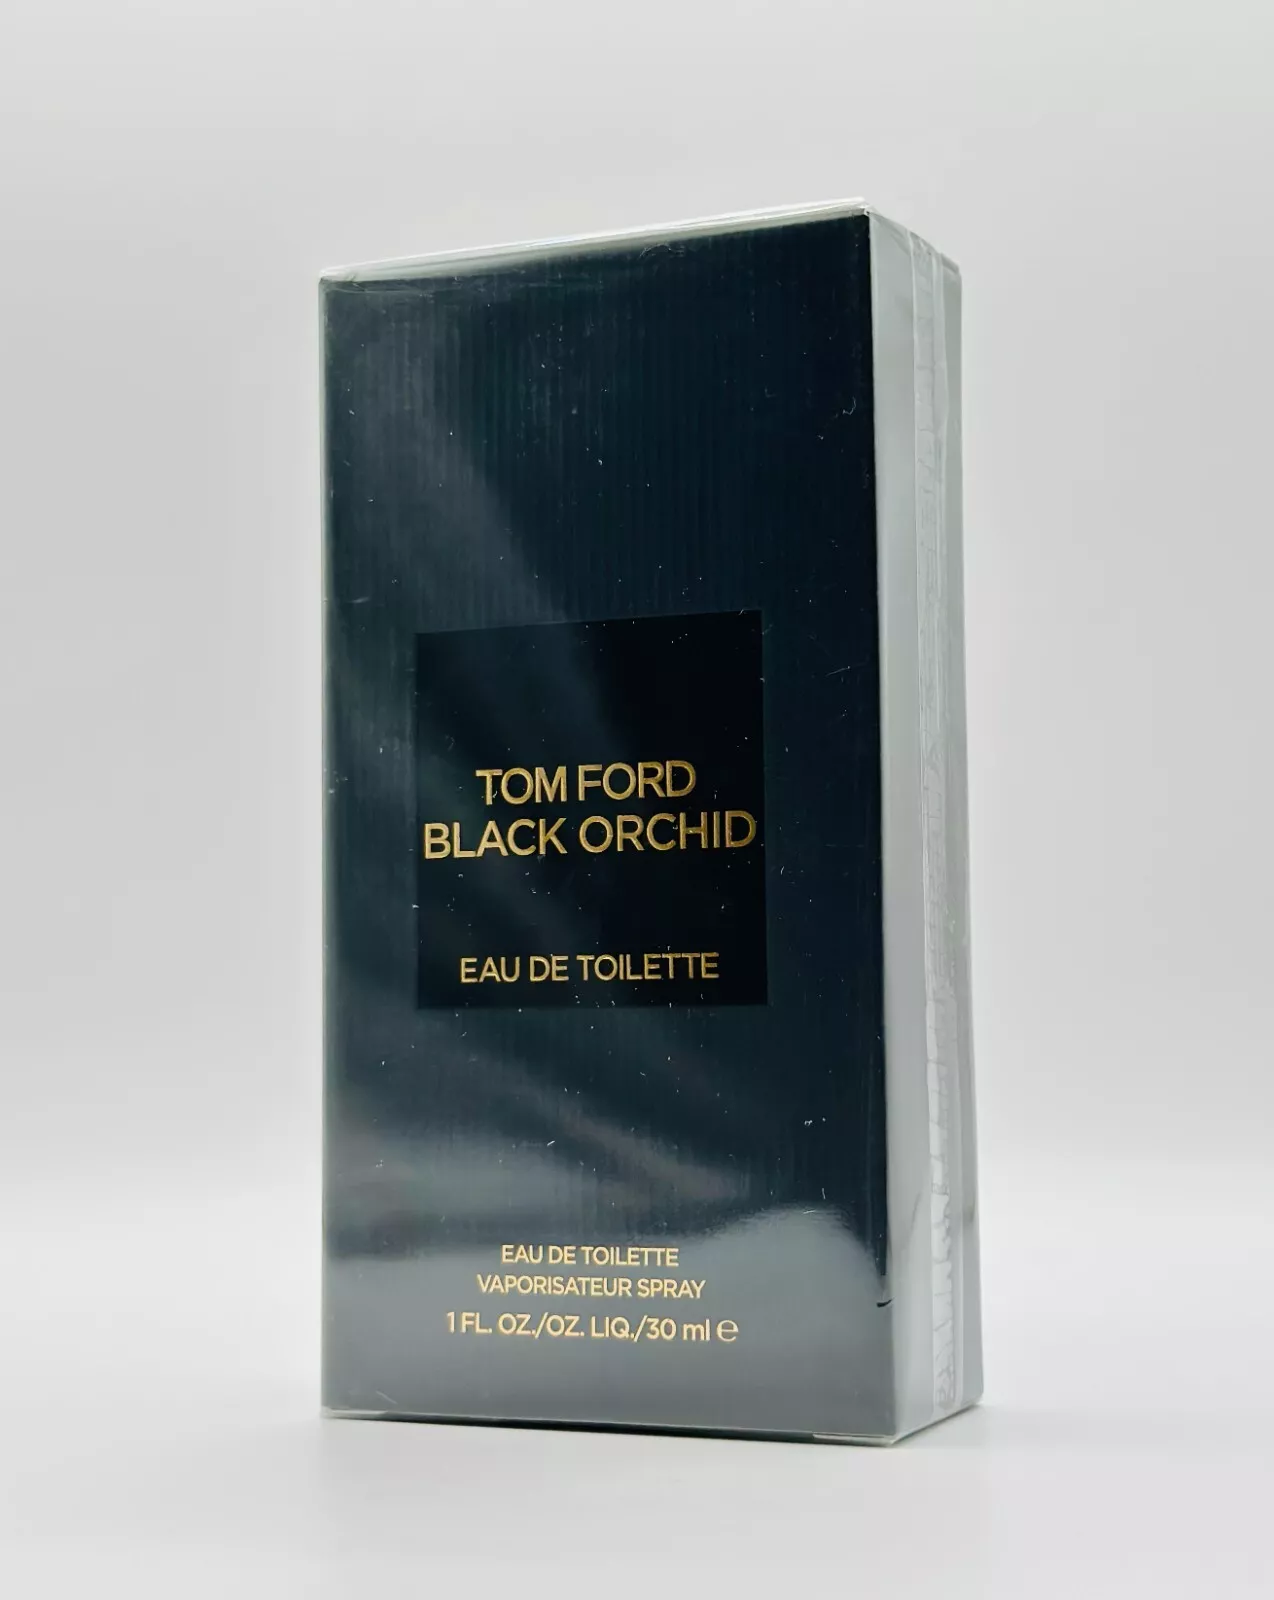 TOM FORD
BLACK ORCHID
EAU DE TOILETTE
EAU DE TOILETTE
VAPORISATEUR SPRAY
1 FL. OZ./OZ. LIQ./30 ml ℮